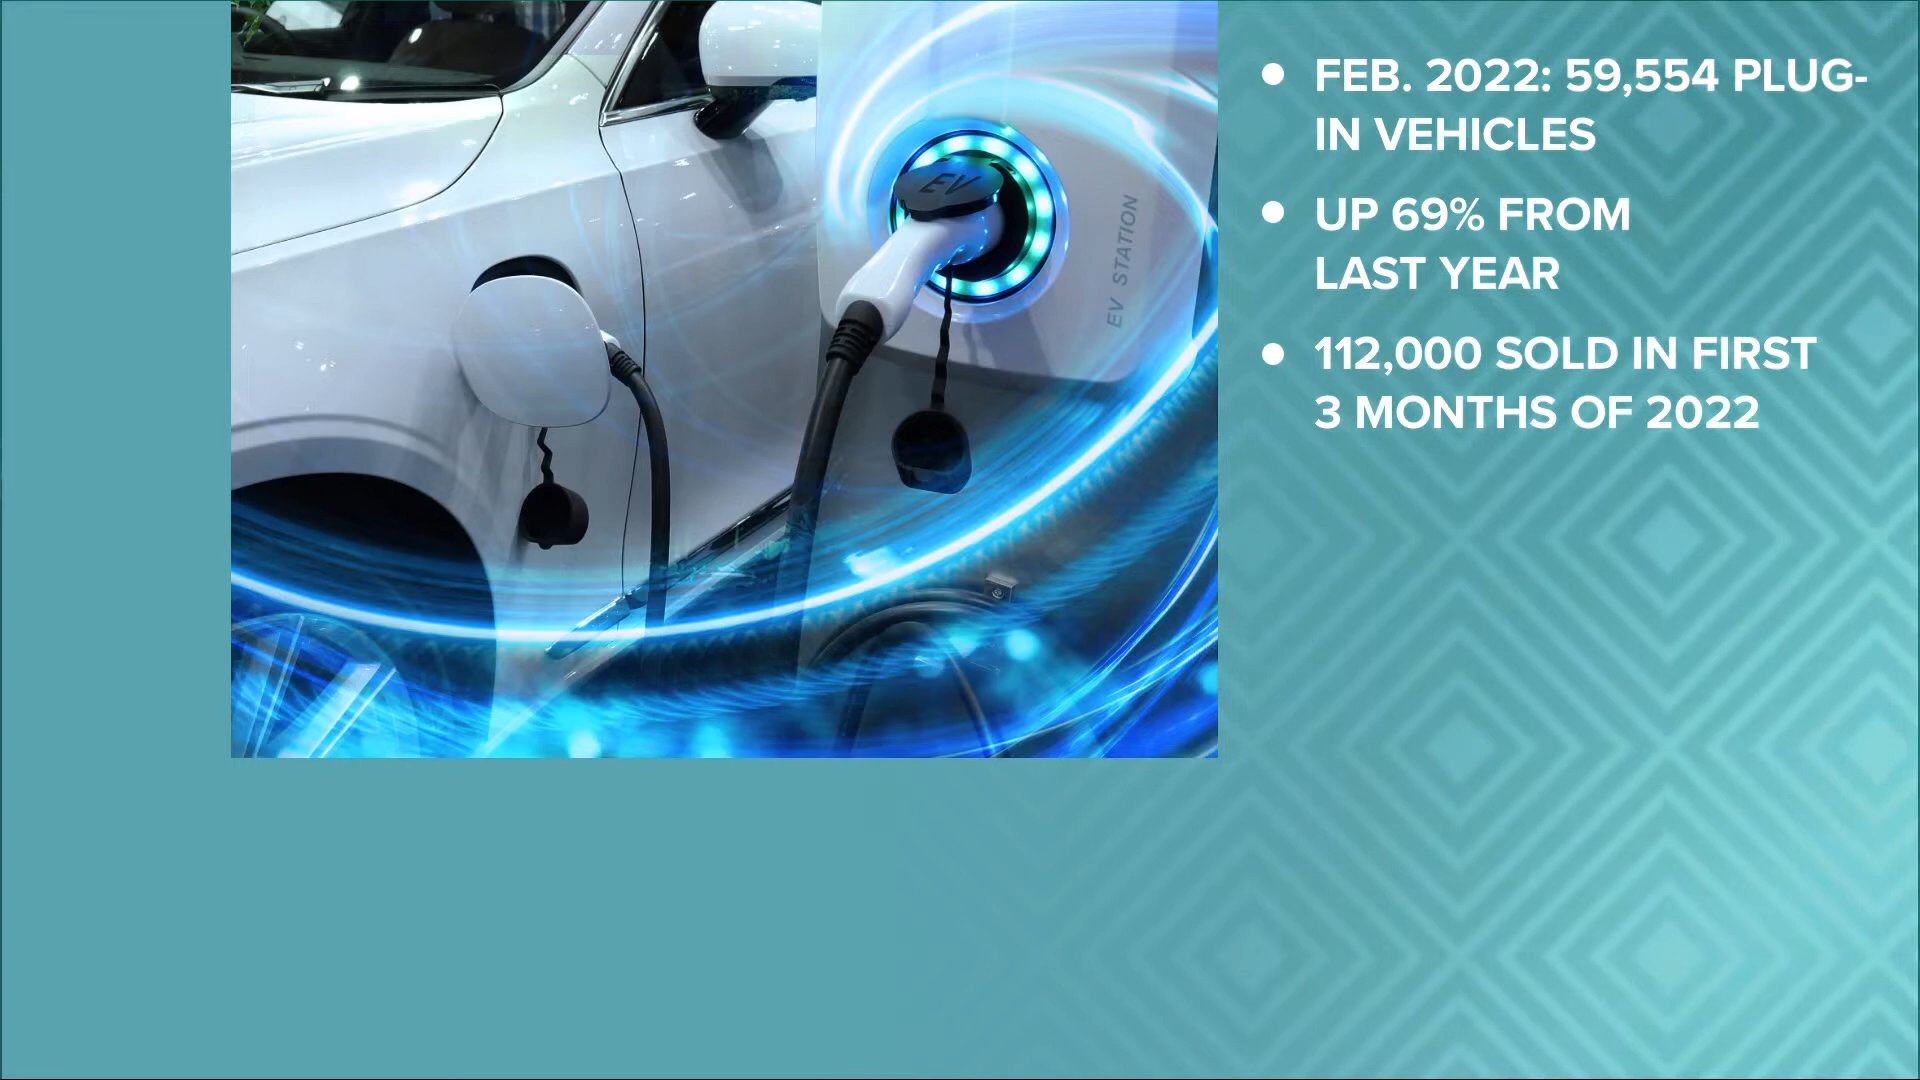 EV
EV STATION
● FEB. 2022: 59,554 PLUG-
IN VEHICLES
● UP 69% FROM
LAST YEAR
● 112,000 SOLD IN FIRST
3 MONTHS OF 2022